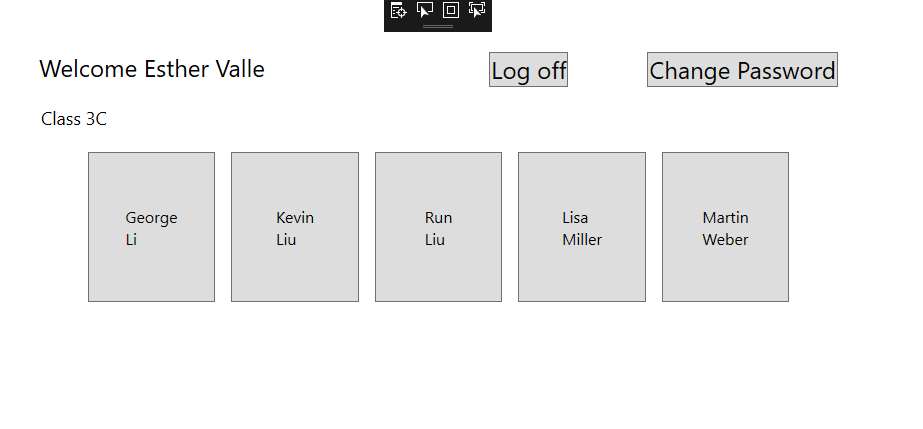 Welcome Esther Valle
Log off
Change Password
Class 3C
George
Li
Kevin
Liu
Run
Liu
Lisa
Miller
Martin
Weber